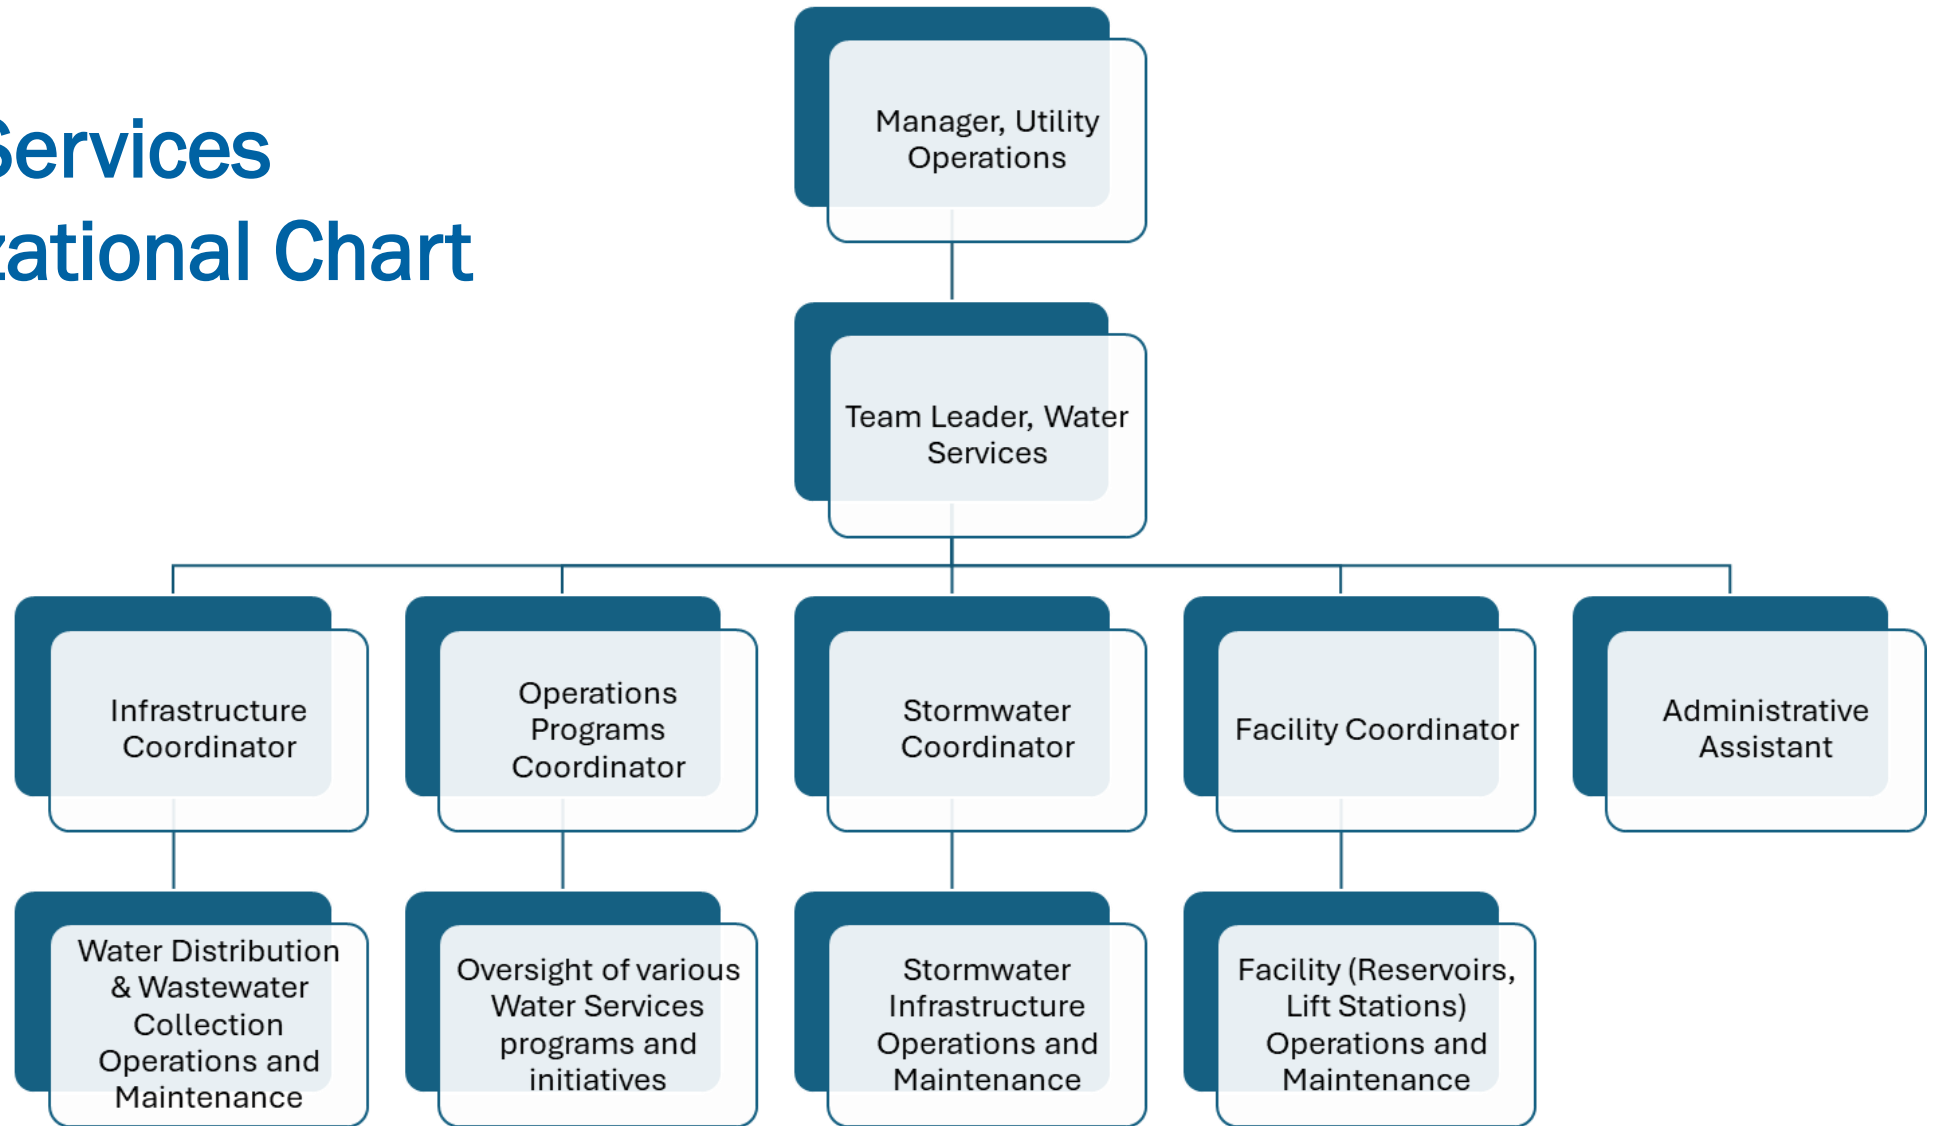 Services
zational Chart
Manager, Utility
Operations
Team Leader, Water
Services
Infrastructure
Coordinator
Operations
Programs
Coordinator
Stormwater
Coordinator
Facility Coordinator
Administrative
Assistant
Water Distribution
& Wastewater
Collection
Operations and
Maintenance
Oversight of various
Water Services
programs and
initiatives
Stormwater
Infrastructure
Operations and
Maintenance
Facility (Reservoirs,
Lift Stations)
Operations and
Maintenance